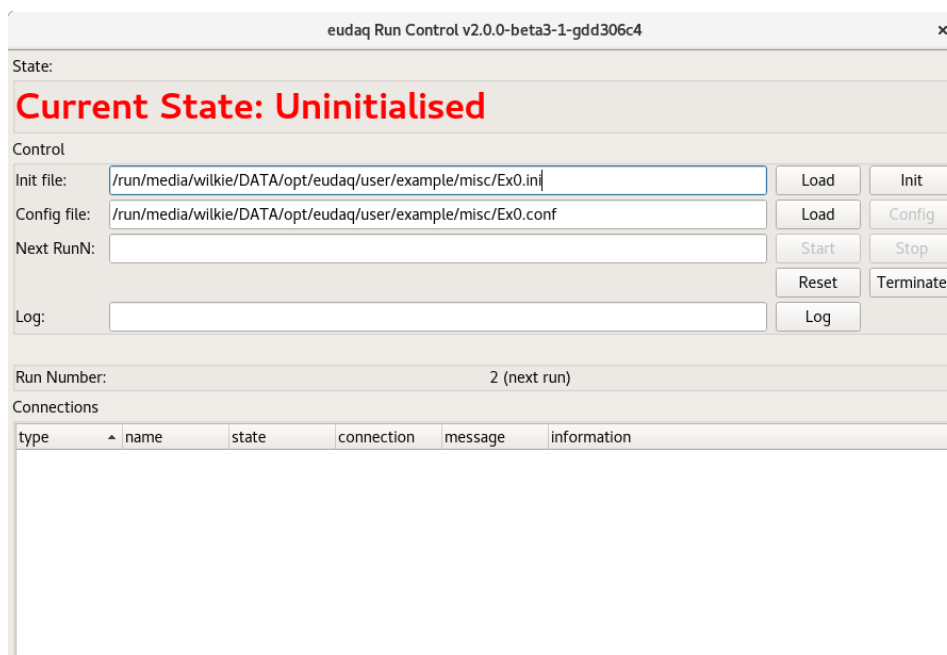 eudaq Run Control v2.0.0-beta3-1-gdd306c4
State:
Current State: Uninitialised
Control
Init file: /run/media/wilkie/DATA/opt/eudaq/user/example/misc/Ex0.ini Load Init
Config file: /run/media/wilkie/DATA/opt/eudaq/user/example/misc/Ex0.conf Load Config
Next RunN: Start Stop
Reset Terminate
Log: Log
Run Number: 2 (next run)
Connections
type name state connection message information